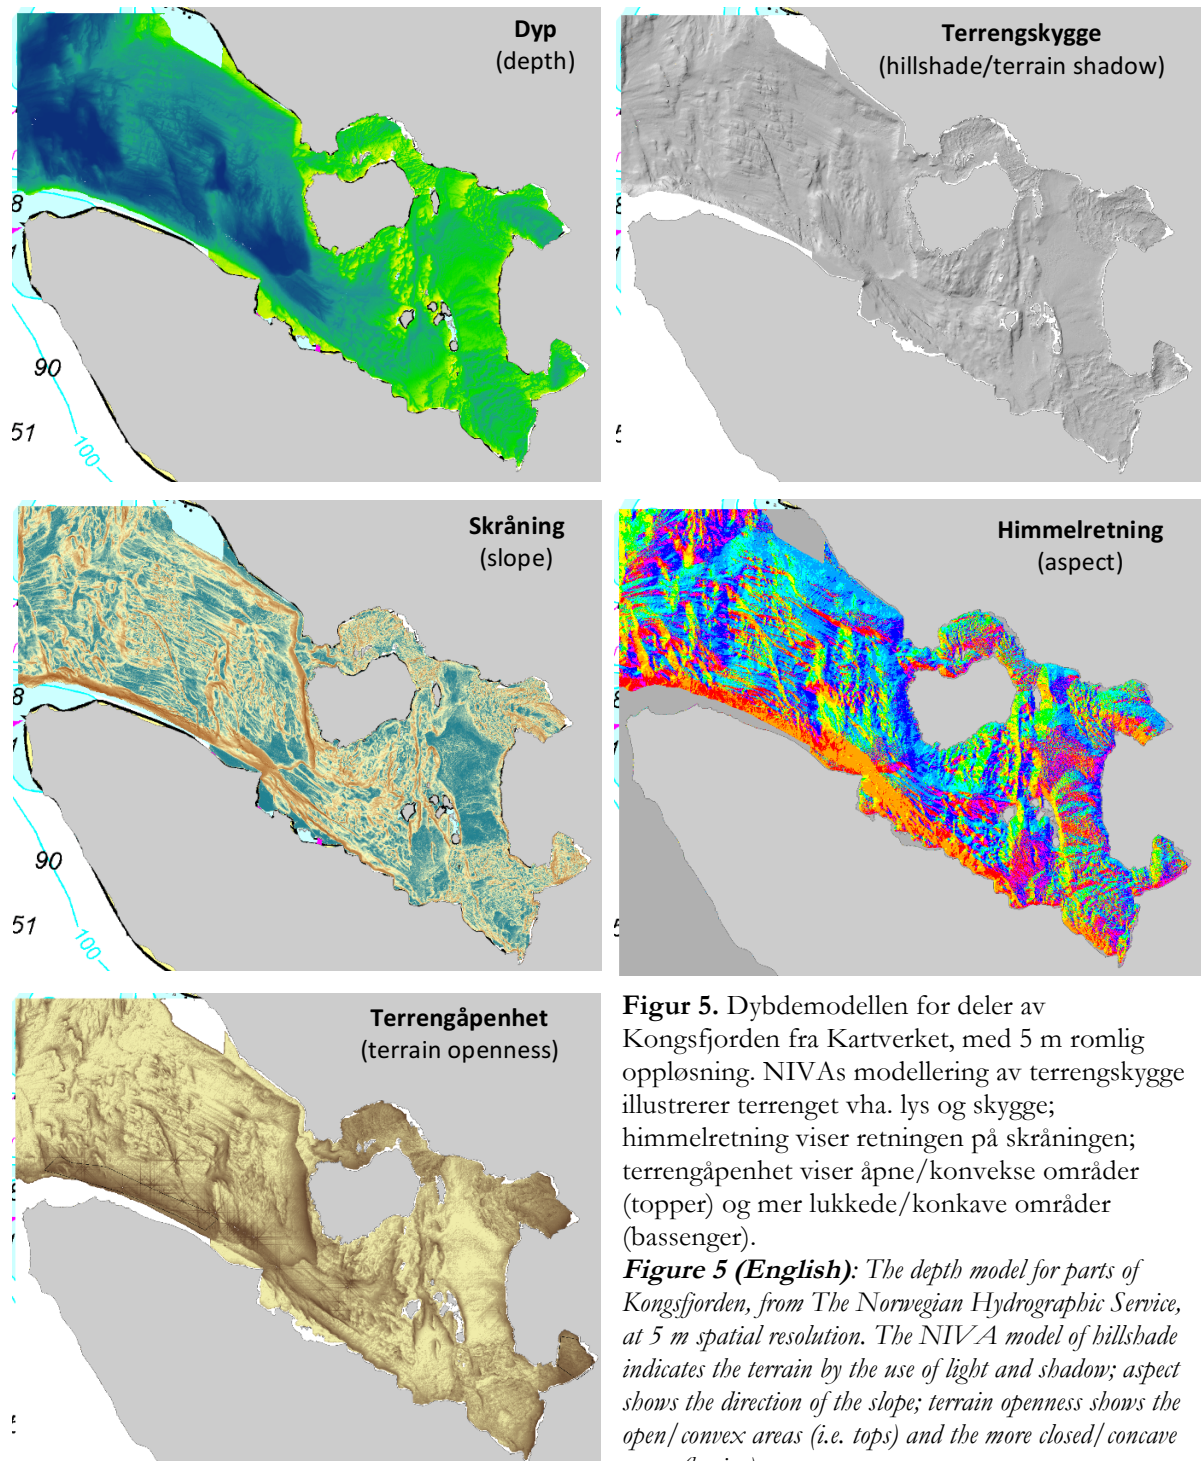 Dyp
(depth)
8
90
51
100
Terrengskygge
(hillshade/terrain shadow)
Skråning
(slope)
8
90
51
100
Himmelretning
(aspect)
Terrengåpenhet
(terrain openness)
Figur 5. Dybdemodellen for deler av
Kongsfjorden fra Kartverket, med 5 m romlig
oppløsning. NIVAs modellering av terrengskygge
illustrerer terrenget vha. lys og skygge;
himmelretning viser retningen på skråningen;
terrengåpenhet viser åpne/konvekse områder
(topper) og mer lukkede/konkave områder
(bassenger).
Figure 5 (English): The depth model for parts of
Kongsfjorden, from The Norwegian Hydrographic Service,
at 5 m spatial resolution. The NIVA model of hillshade
indicates the terrain by the use of light and shadow; aspect
shows the direction of the slope; terrain openness shows the
open/convex areas (i.e. tops) and the more closed/concave